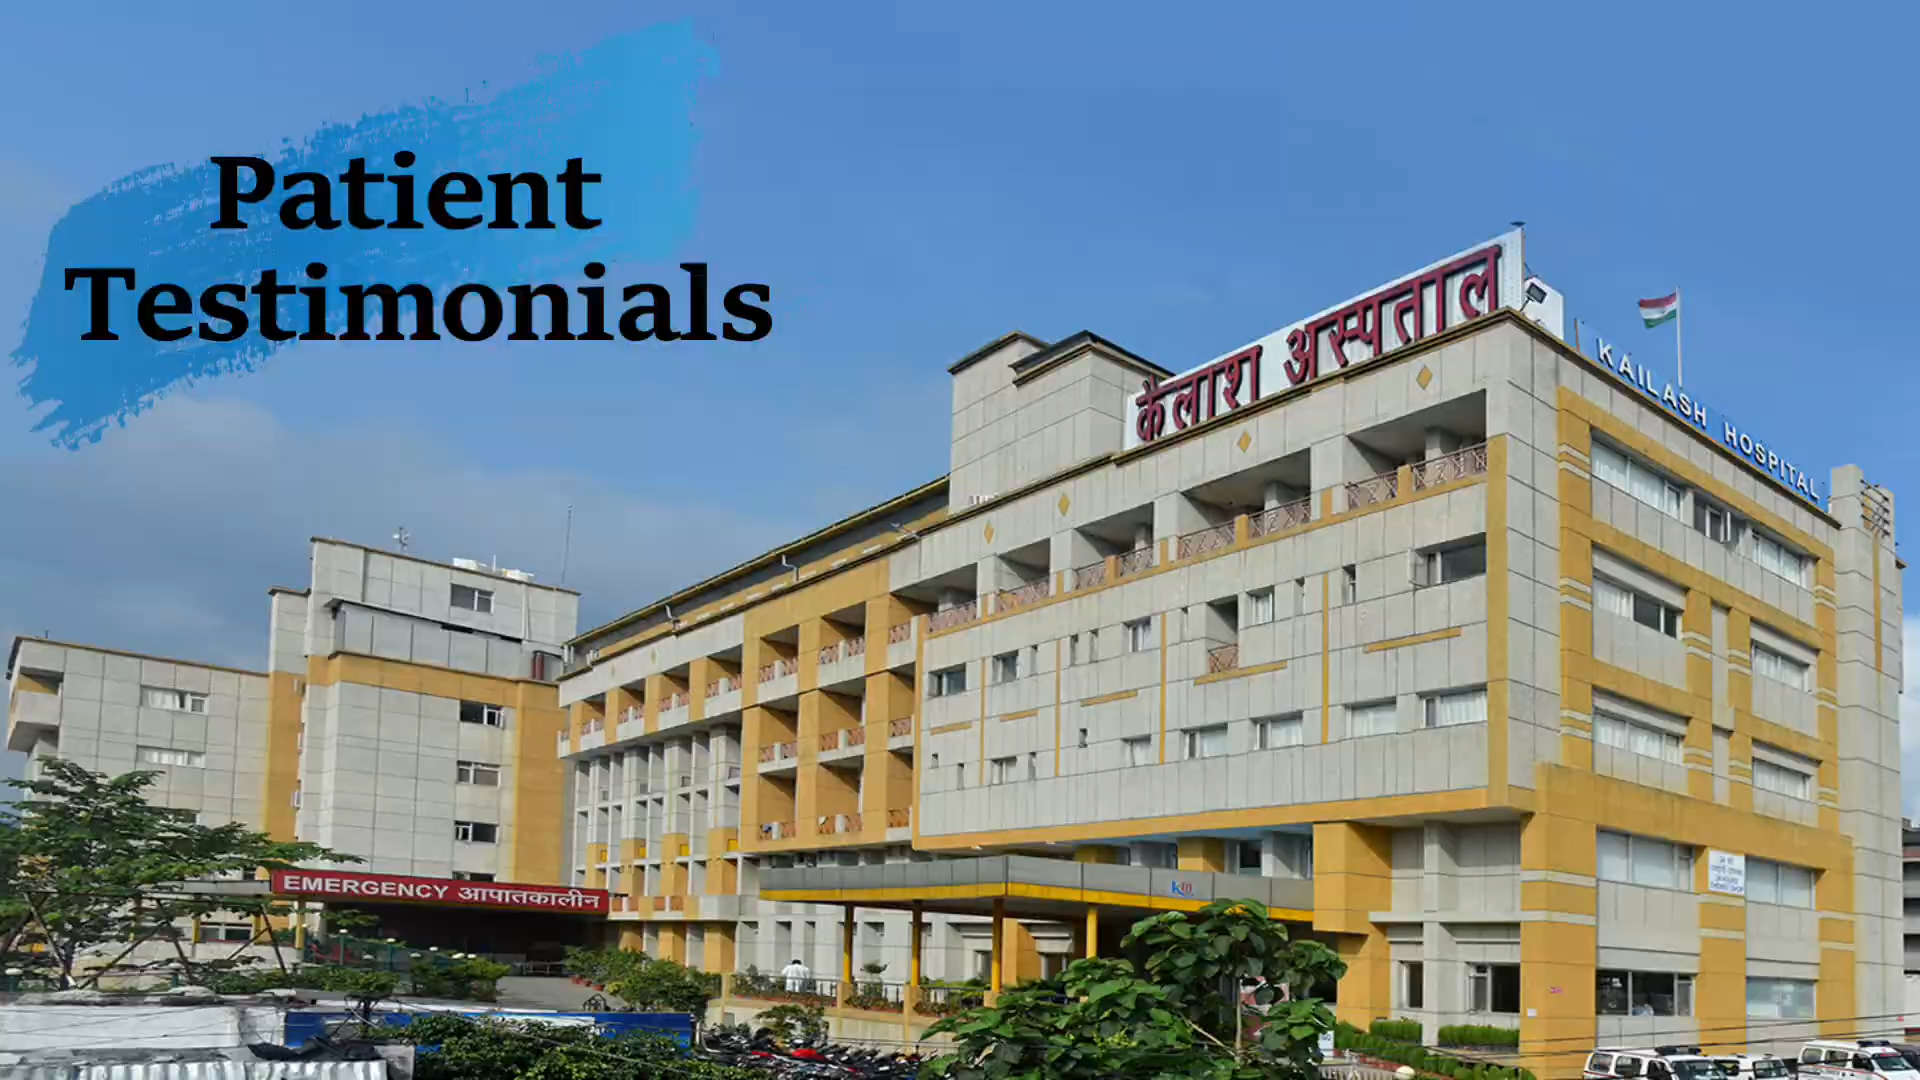 Patient
Testimonials
कैलाश अस्पताल
KAILASH HOSPITAL
EMERGENCY आपातकालीन